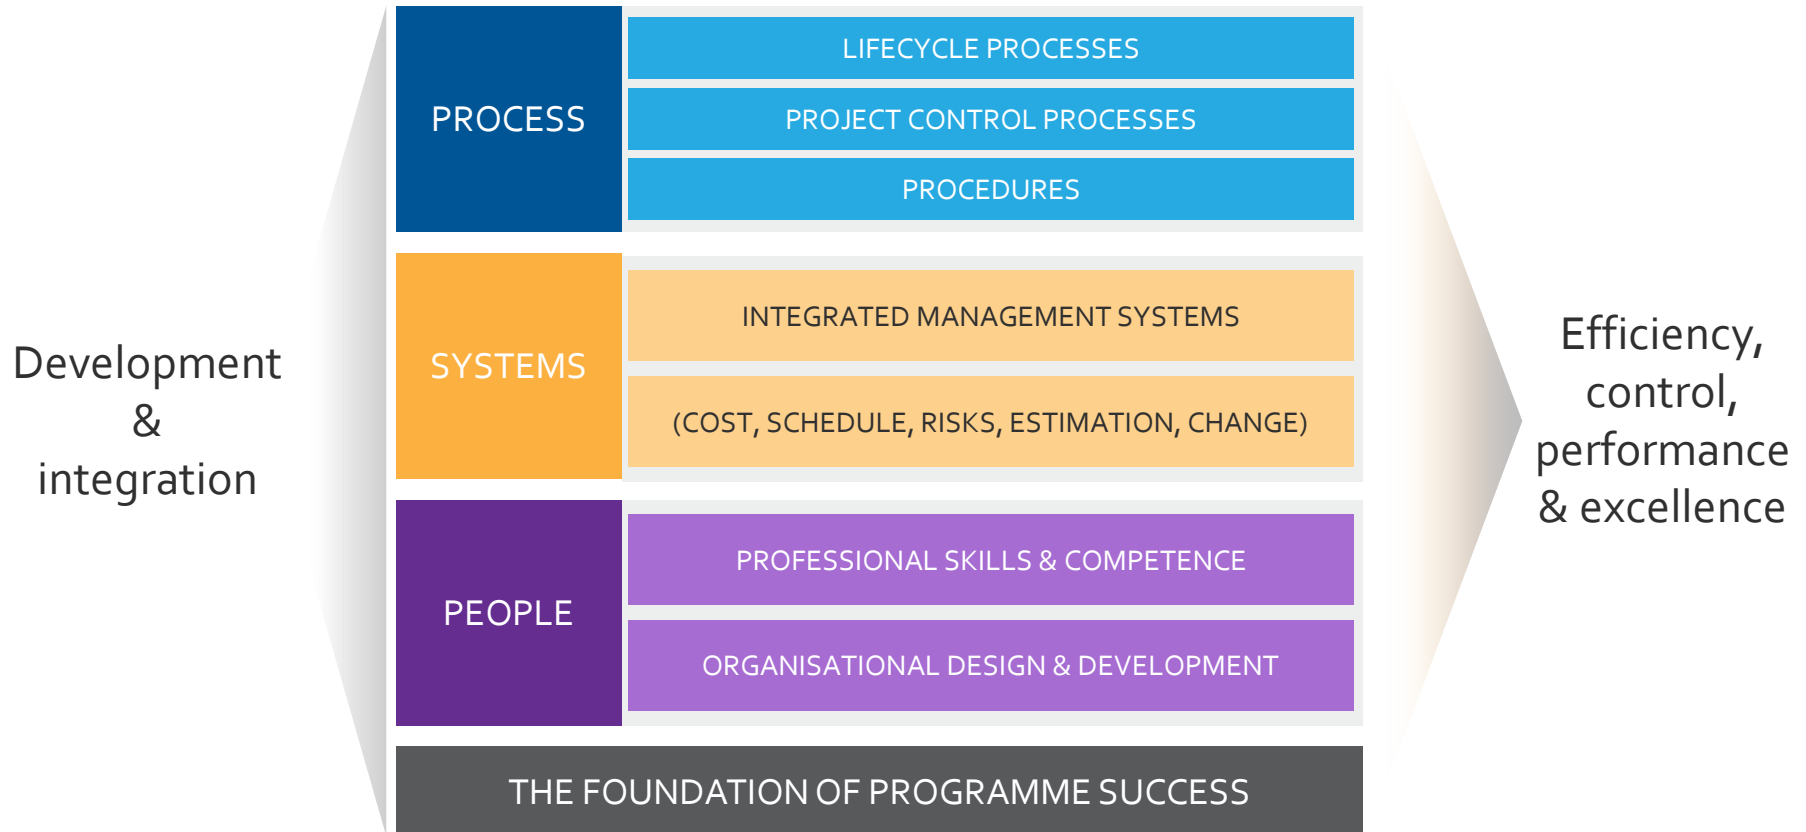 Development
&
integration
PROCESS
LIFECYCLE PROCESSES
PROJECT CONTROL PROCESSES
PROCEDURES
SYSTEMS
INTEGRATED MANAGEMENT SYSTEMS
(COST, SCHEDULE, RISKS, ESTIMATION, CHANGE)
PEOPLE
PROFESSIONAL SKILLS & COMPETENCE
ORGANISATIONAL DESIGN & DEVELOPMENT
THE FOUNDATION OF PROGRAMME SUCCESS
Efficiency,
control,
performance
& excellence